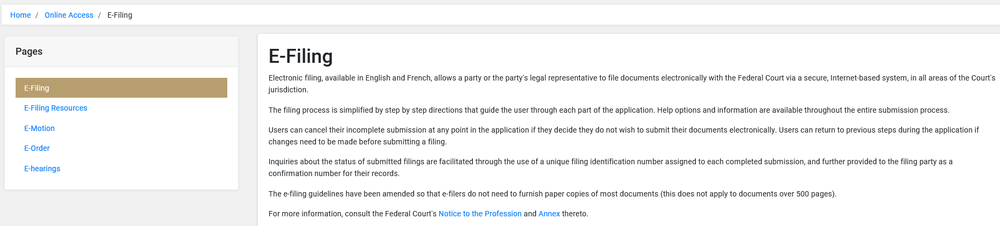 Home / Online Access / E-Filing
Pages
E-Filing
E-Filing Resources
E-Motion
E-Order
E-hearings
E-Filing
Electronic filing, available in English and French, allows a party or the party's legal representative to file documents electronically with the Federal Court via a secure, Internet-based system, in all areas of the Court's
jurisdiction.
The filing process is simplified by step by step directions that guide the user through each part of the application. Help options and information are available throughout the entire submission process.
Users can cancel their incomplete submission at any point in the application if they decide they do not wish to submit their documents electronically. Users can return to previous steps during the application if
changes need to be made before submitting a filing.
Inquiries about the status of submitted filings are facilitated through the use of a unique filing identification number assigned to each completed submission, and further provided to the filing party as a
confirmation number for their records.
The e-filing guidelines have been amended so that e-filers do not need to furnish paper copies of most documents (this does not apply to documents over 500 pages).
For more information, consult the Federal Court's Notice to the Profession and Annex thereto.